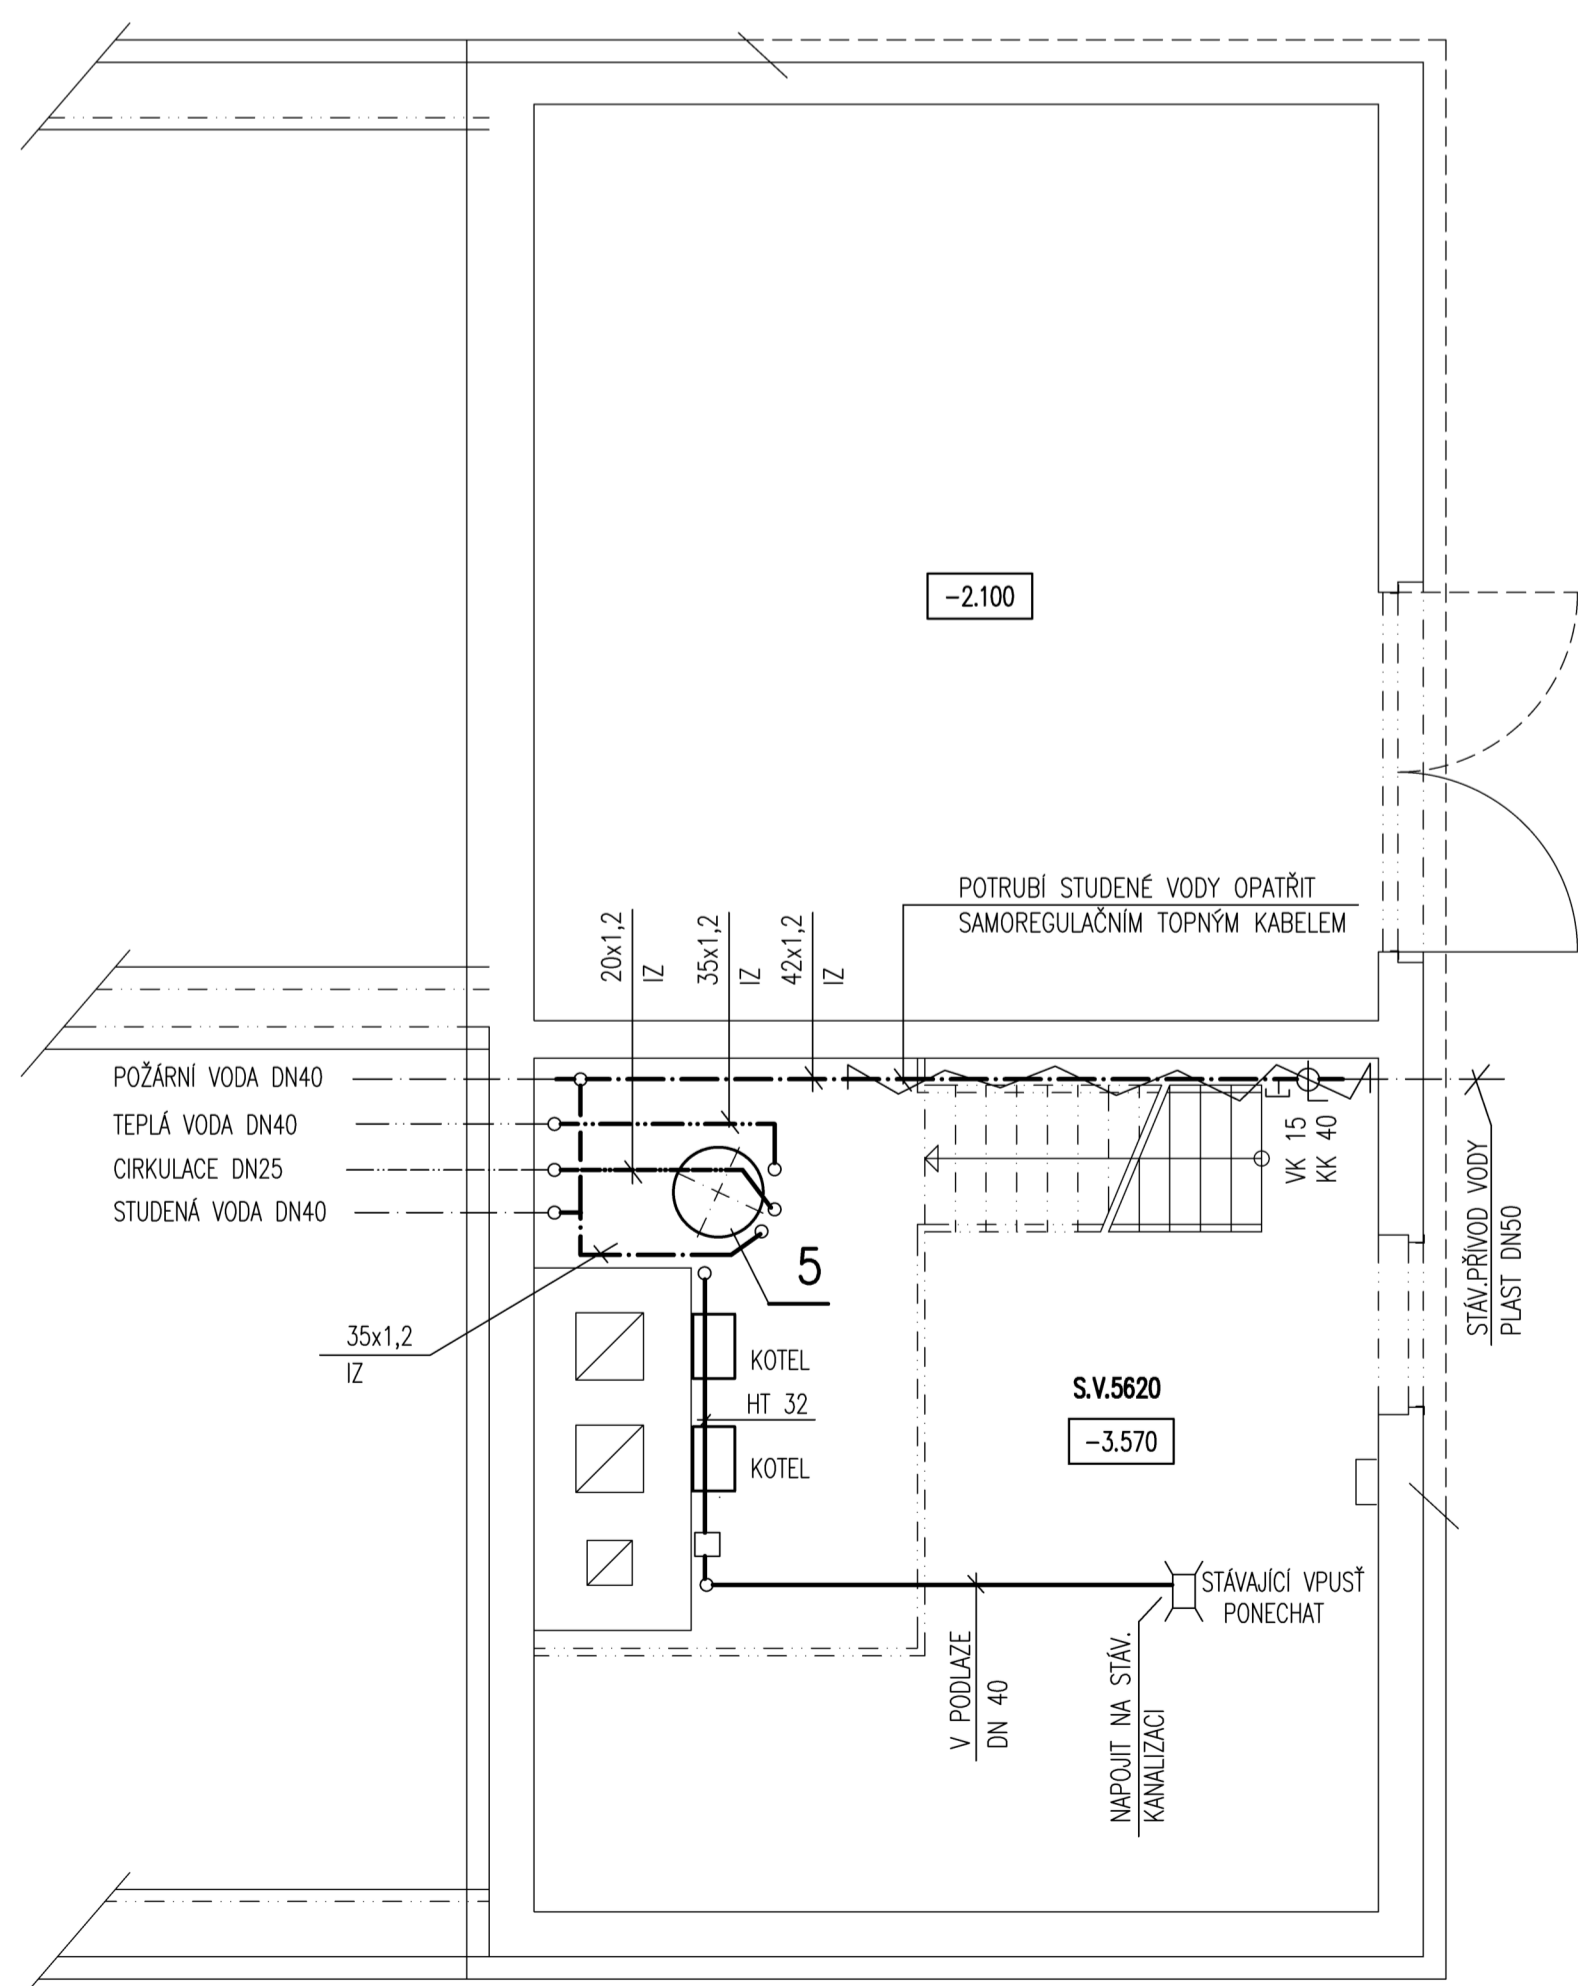 -2.100
POTRUBÍ STUDENÉ VODY OPATŘIT
SAMOREGULAČNÍM TOPNÝM KABELEM
20x1,2
IZ
35x1,2
IZ
42x1,2
IZ
POŽÁRNÍ VODA DN40
TEPLÁ VODA DN40
CIRKULACE DN25
STUDENÁ VODA DN40
VK 15
KK 40
STÁV.PŘÍVOD VODY
PLAST DN50
5
35x1,2
IZ
KOTEL
HT 32
KOTEL
S.V.5620
-3.570
STÁVAJÍCÍ VPUSŤ
PONECHAT
V PODLAZE
DN 40
NAPOJIT NA STÁV.
KANALIZACI